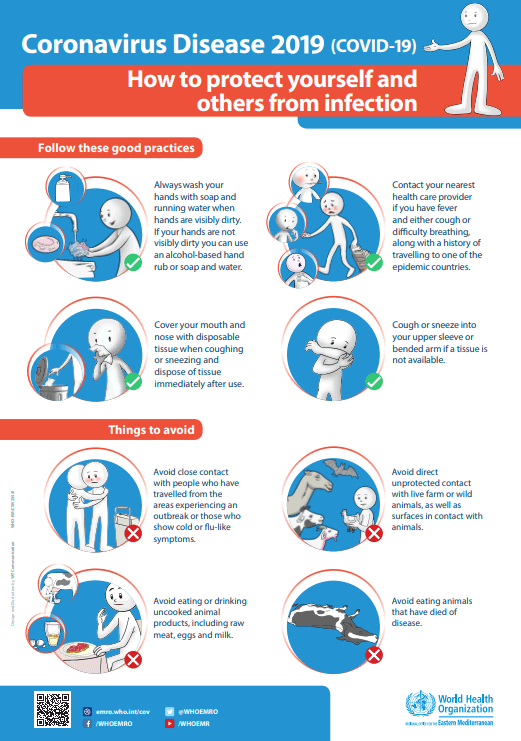 Coronavirus Disease 2019 (COVID-19)
How to protect yourself and
others from infection
Follow these good practices
Always wash your
hands with soap and
running water when
hands are visibly dirty.
If your hands are not
visibly dirty you can use
an alcohol-based hand
rub or soap and water.
Contact your nearest
health care provider
if you have fever
and either cough or
difficulty breathing,
along with a history of
travelling to one of the
epidemic countries.
Cover your mouth and
nose with disposable
tissue when coughing
or sneezing and
dispose of tissue
immediately after use.
Cough or sneeze into
your upper sleeve or
bended arm if a tissue is
not available.
Things to avoid
Avoid close contact
with people who have
travelled from the
areas experiencing an
outbreak or those who
show cold or flu-like
symptoms.
Avoid direct
unprotected contact
with live farm or wild
animals, as well as
surfaces in contact with
animals.
Avoid eating or drinking
uncooked animal
products, including raw
meat, eggs and milk.
Avoid eating animals
that have died of
disease.
emro.who.int/cov
@WHOEMRO
/WHOEMRO
/WHOEMR
World Health
Organization
REGIONAL OFFICE FOR THE Eastern Mediterranean